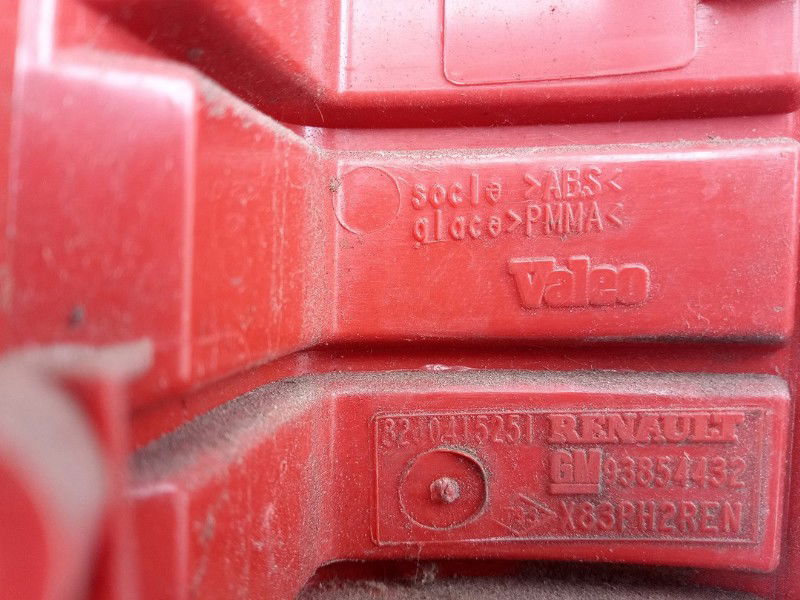 socle >ABS<
glace >PMMA<
Valeo
8200415251 RENAULT
GM 93854432
X83PH2REN